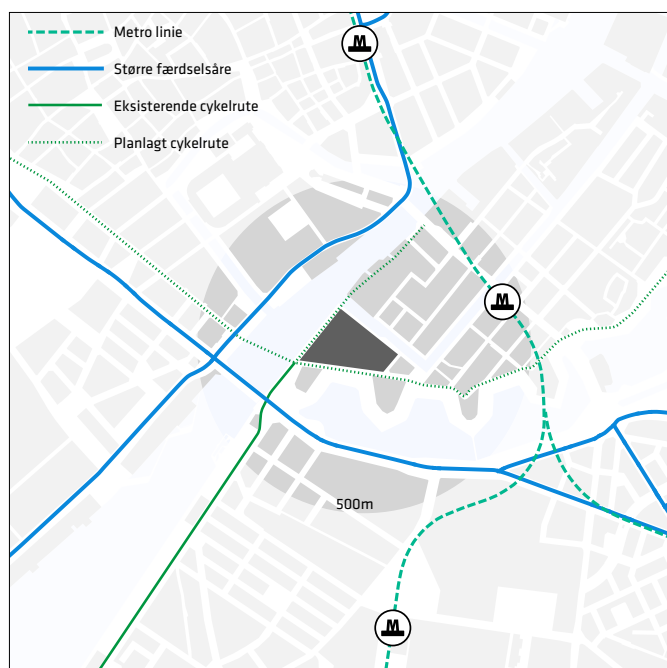 Metro linie
Større færdselsåre
Eksisterende cykelrute
Planlagt cykelrute
M
M
500m
M